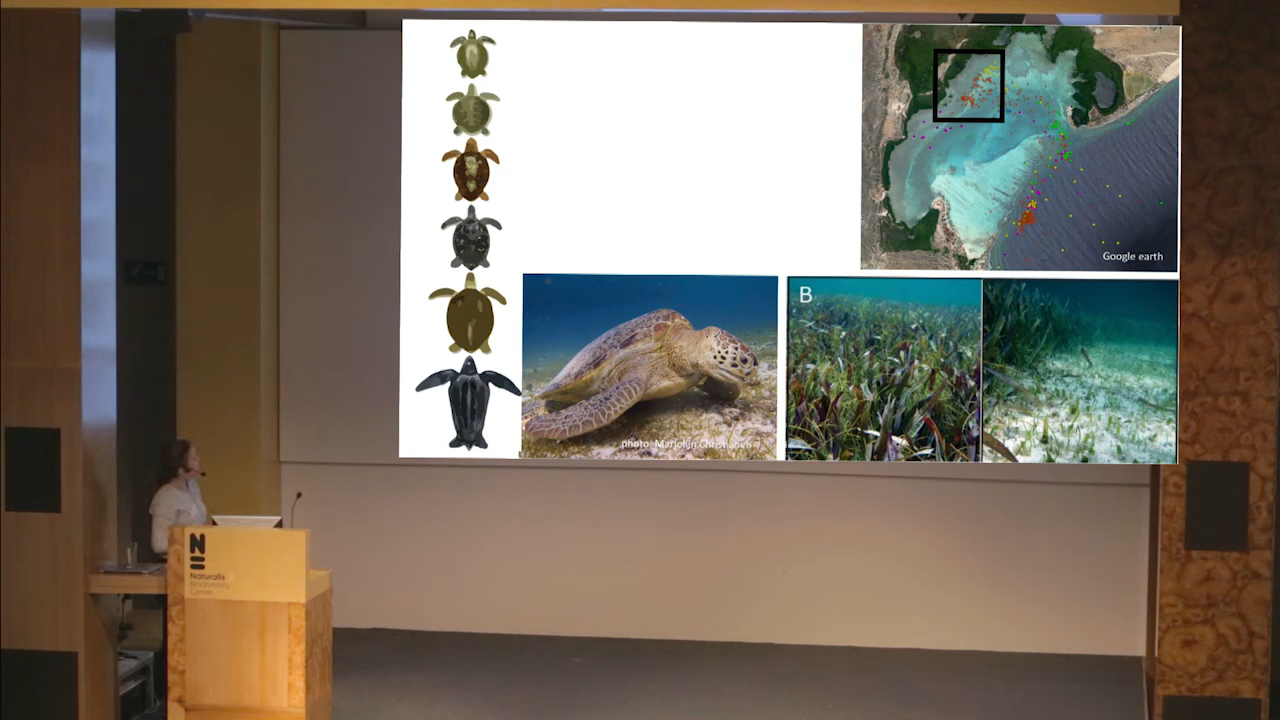 Google earth
B
photo: Marjolijn Christianen
N
Naturalis
Biodiversity
Center